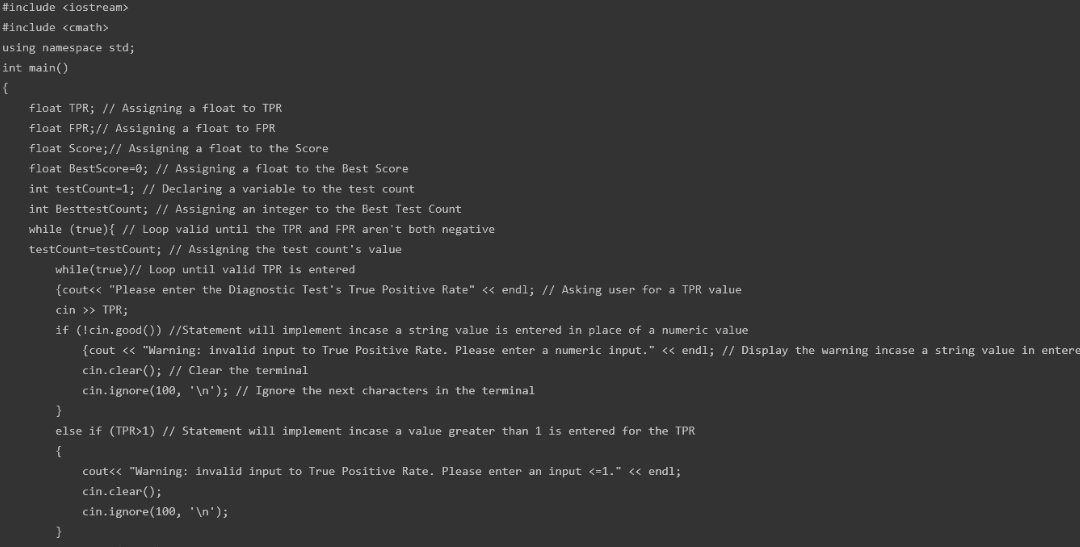 #include <iostream>
#include <cmath>
using namespace std;
int main()
{
float TPR; // Assigning a float to TPR
float FPR;// Assigning a float to FPR
float Score;// Assigning a float to the Score
float BestScore=0; // Assigning a float to the Best Score
int testCount=1; // Declaring a variable to the test count
int BesttestCount; // Assigning an integer to the Best Test Count
while (true){ // Loop valid until the TPR and FPR aren't both negative
testCount=testCount; // Assigning the test count's value
while(true)// Loop until valid TPR is entered
{cout<< "Please enter the Diagnostic Test's True Positive Rate" << endl; // Asking user for a TPR value
cin >> TPR;
if (!cin.good()) //Statement will implement incase a string value is entered in place of a numeric value
{cout << "Warning: invalid input to True Positive Rate. Please enter a numeric input." << endl; // Display the warning incase a string value in entere
cin.clear(); // Clear the terminal
cin.ignore(100, '\n'); // Ignore the next characters in the terminal
}
else if (TPR>1) // Statement will implement incase a value greater than 1 is entered for the TPR
{
cout<< "Warning: invalid input to True Positive Rate. Please enter an input <=1." << endl;
cin.clear();
cin.ignore(100, '\n');
}